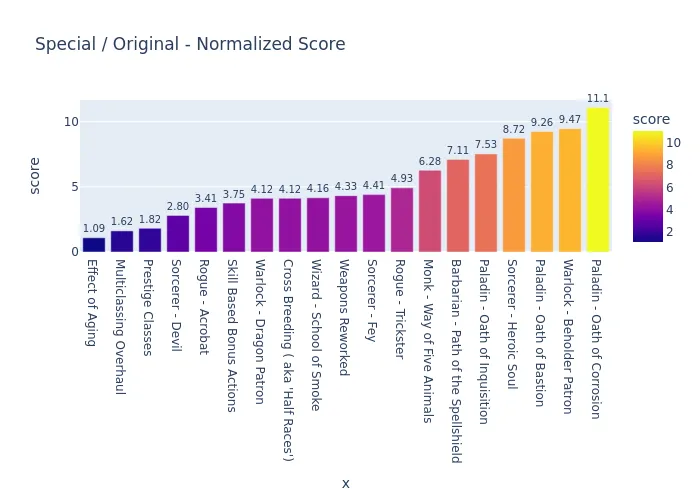 Special / Original - Normalized Score
score
10
5
0
1.09
1.62
1.82
2.80
3.41
3.75
4.12
4.12
4.16
4.33
4.41
4.93
6.28
7.11
7.53
8.72
9.26
9.47
11.1
Effect of Aging
Multiclassing Overhaul
Prestige Classes
Sorcerer - Devil
Rogue - Acrobat
Skill Based Bonus Actions
Warlock - Dragon Patron
Cross Breeding ( aka 'Half Races')
Wizard - School of Smoke
Weapons Reworked
Sorcerer - Fey
Rogue - Trickster
Monk - Way of Five Animals
Barbarian - Path of the Spellshield
Paladin - Oath of Inquisition
Sorcerer - Heroic Soul
Paladin - Oath of Bastion
Warlock - Beholder Patron
Paladin - Oath of Corrosion
x
score
10
8
6
4
2